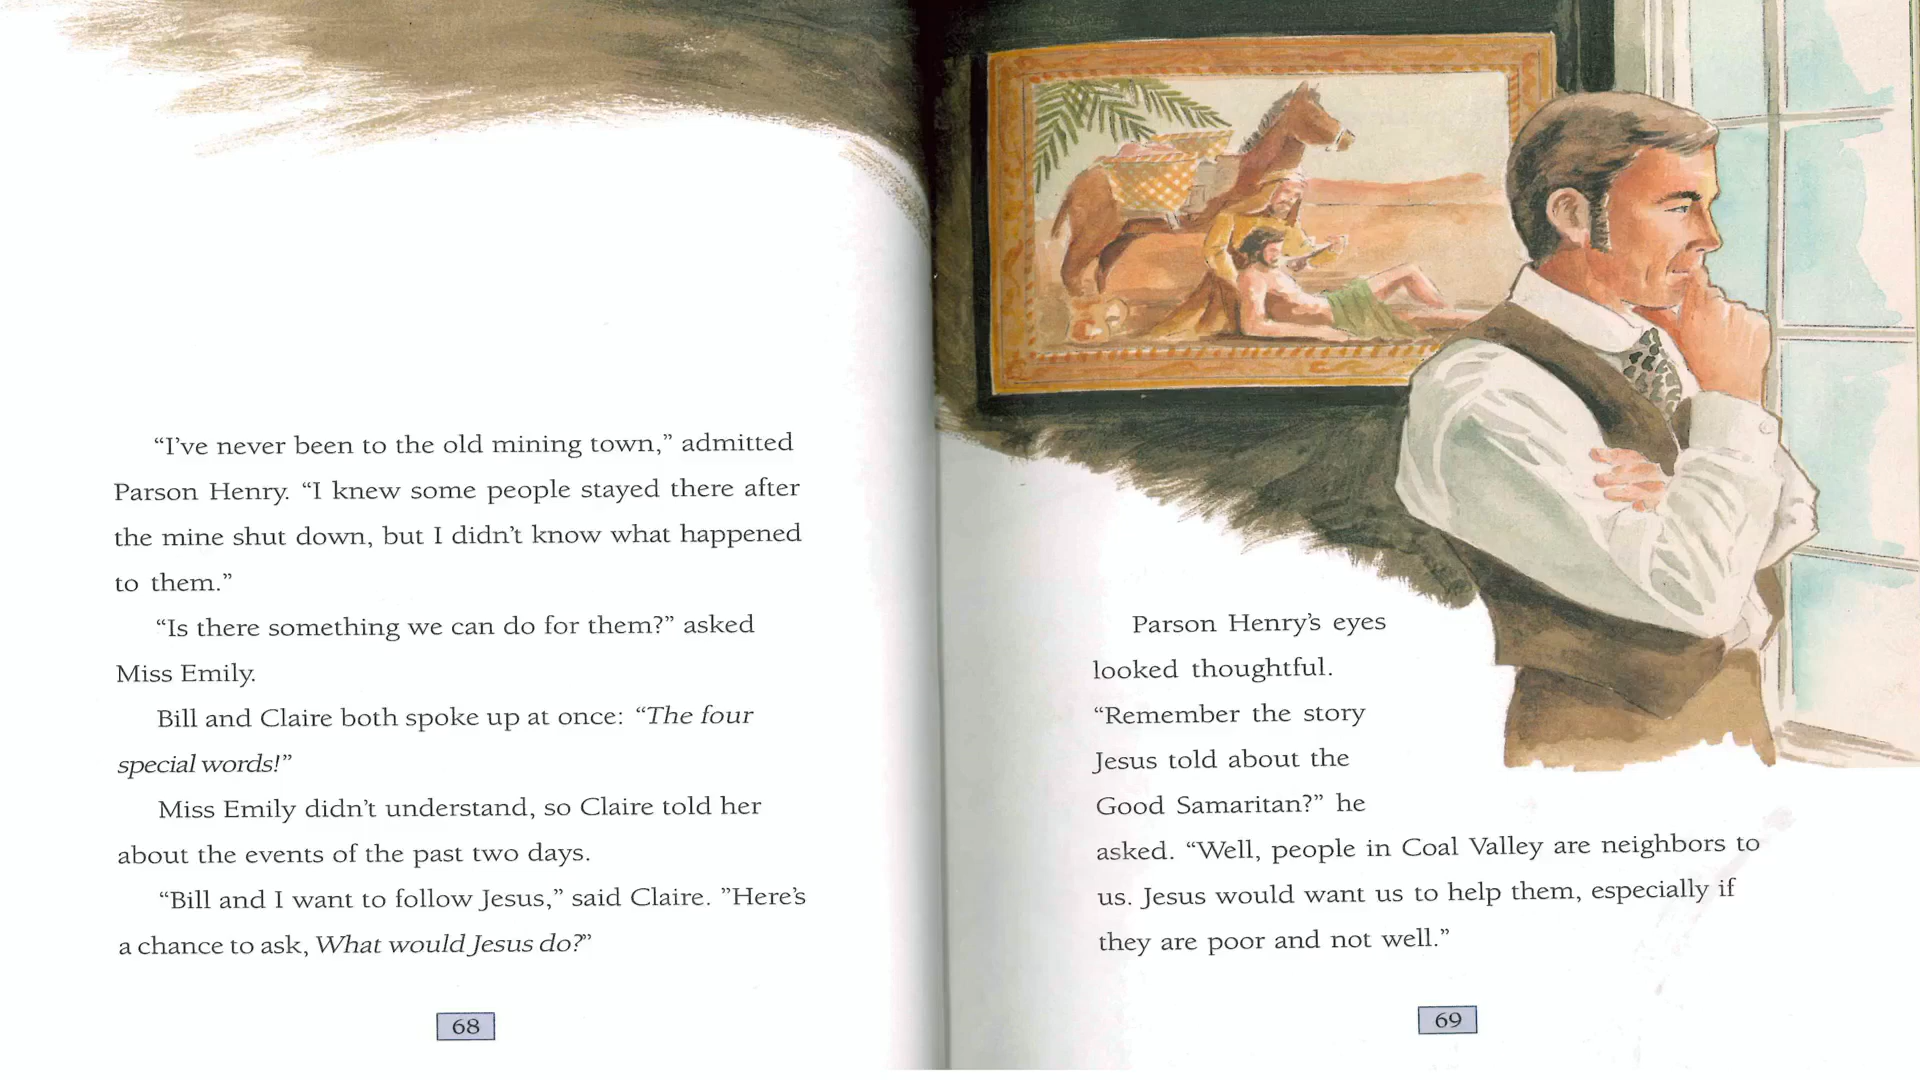 “I’ve never been to the old mining town,” admitted
Parson Henry. “I knew some people stayed there after
the mine shut down, but I didn’t know what happened
to them.”
“Is there something we can do for them?” asked
Miss Emily.
Bill and Claire both spoke up at once: “The four
special words!”
Miss Emily didn’t understand, so Claire told her
about the events of the past two days.
“Bill and I want to follow Jesus,” said Claire. ”Here’s
a chance to ask, What would Jesus do?”
68
Parson Henry’s eyes
looked thoughtful.
“Remember the story
Jesus told about the
Good Samaritan?” he
asked. “Well, people in Coal Valley are neighbors to
us. Jesus would want us to help them, especially if
they are poor and not well.”
69